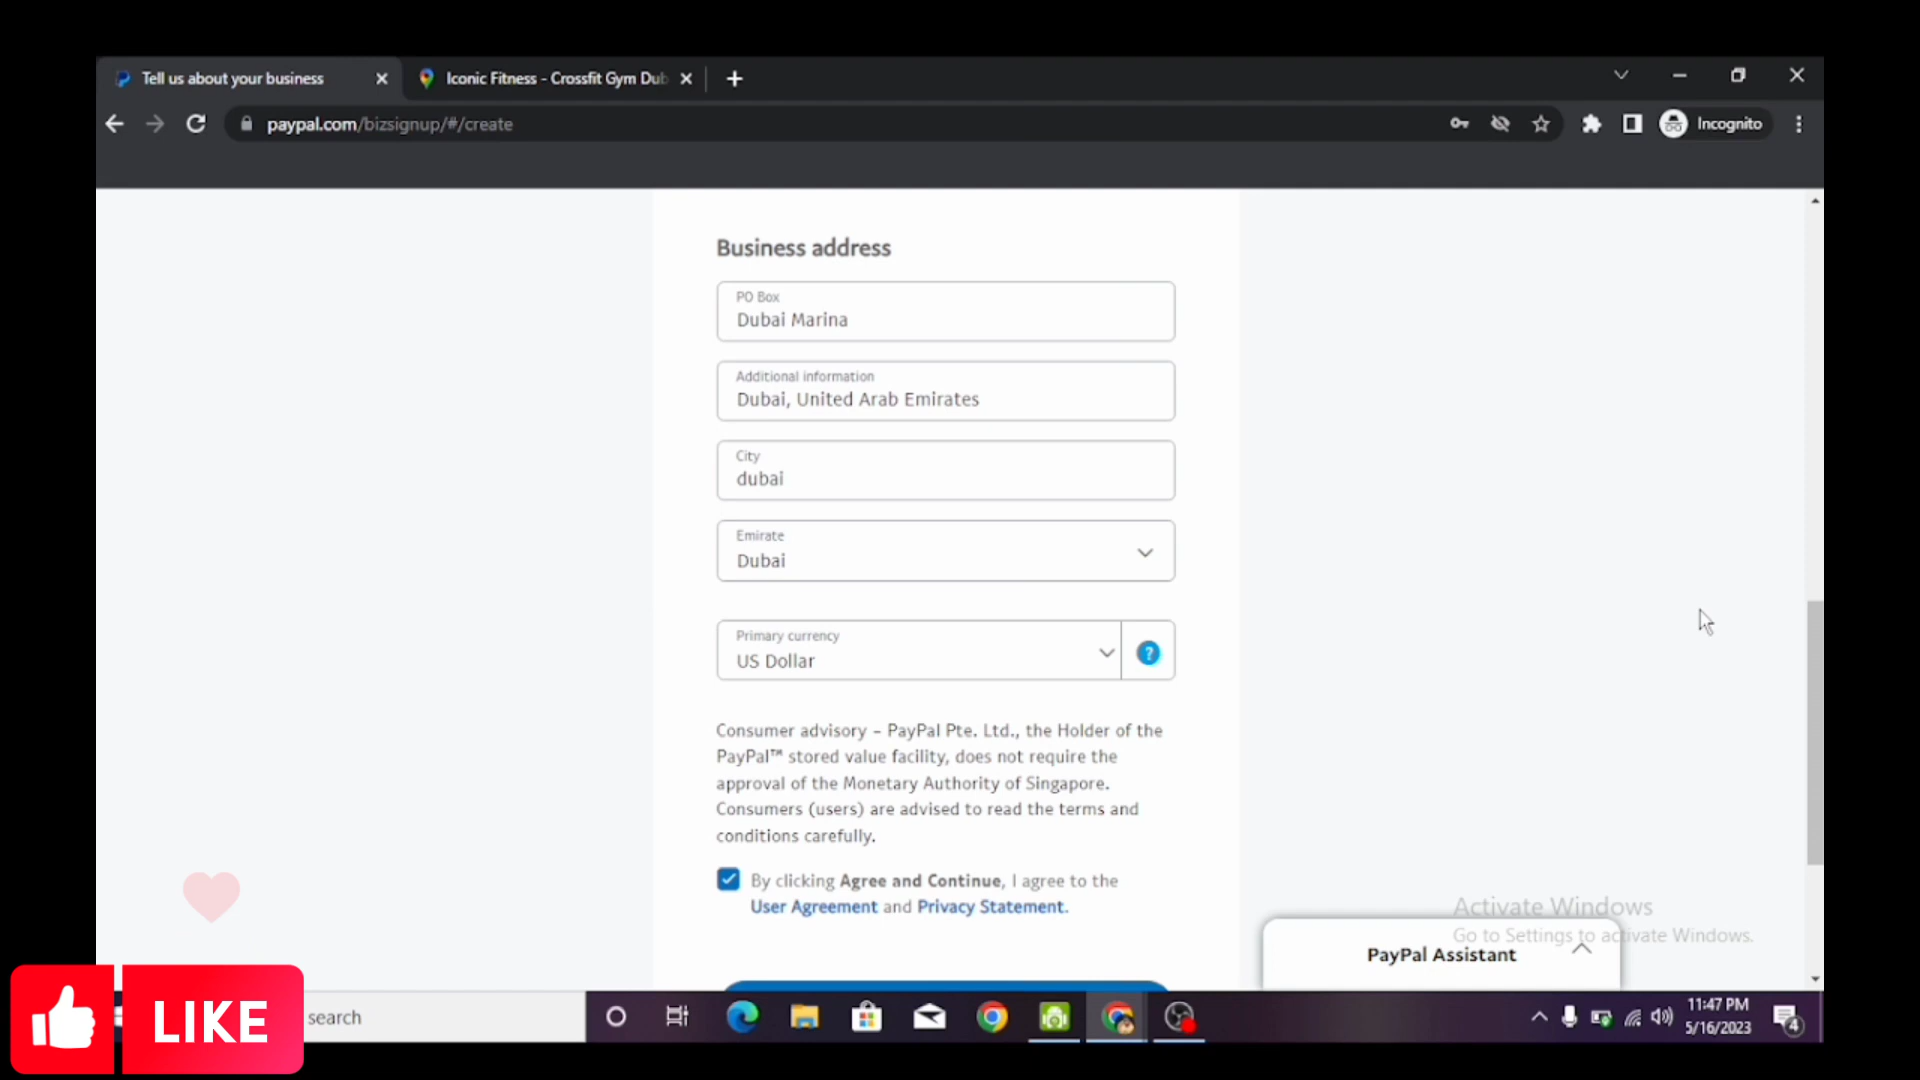 Tell us about your business
Iconic Fitness - Crossfit Gym Dub
paypal.com/bizsignup/#/create
Incognito
Business address
PO Box
Dubai Marina
Additional information
Dubai, United Arab Emirates
City
dubai
Emirate
Dubai
Primary currency
US Dollar
?
Consumer advisory – PayPal Pte. Ltd., the Holder of the
PayPal™ stored value facility, does not require the
approval of the Monetary Authority of Singapore.
Consumers (users) are advised to read the terms and
conditions carefully.
By clicking Agree and Continue, I agree to the
User Agreement and Privacy Statement.
Activate Windows
Go to Settings to activate Windows.
PayPal Assistant
LIKE
search
11:47 PM
5/16/2023
4